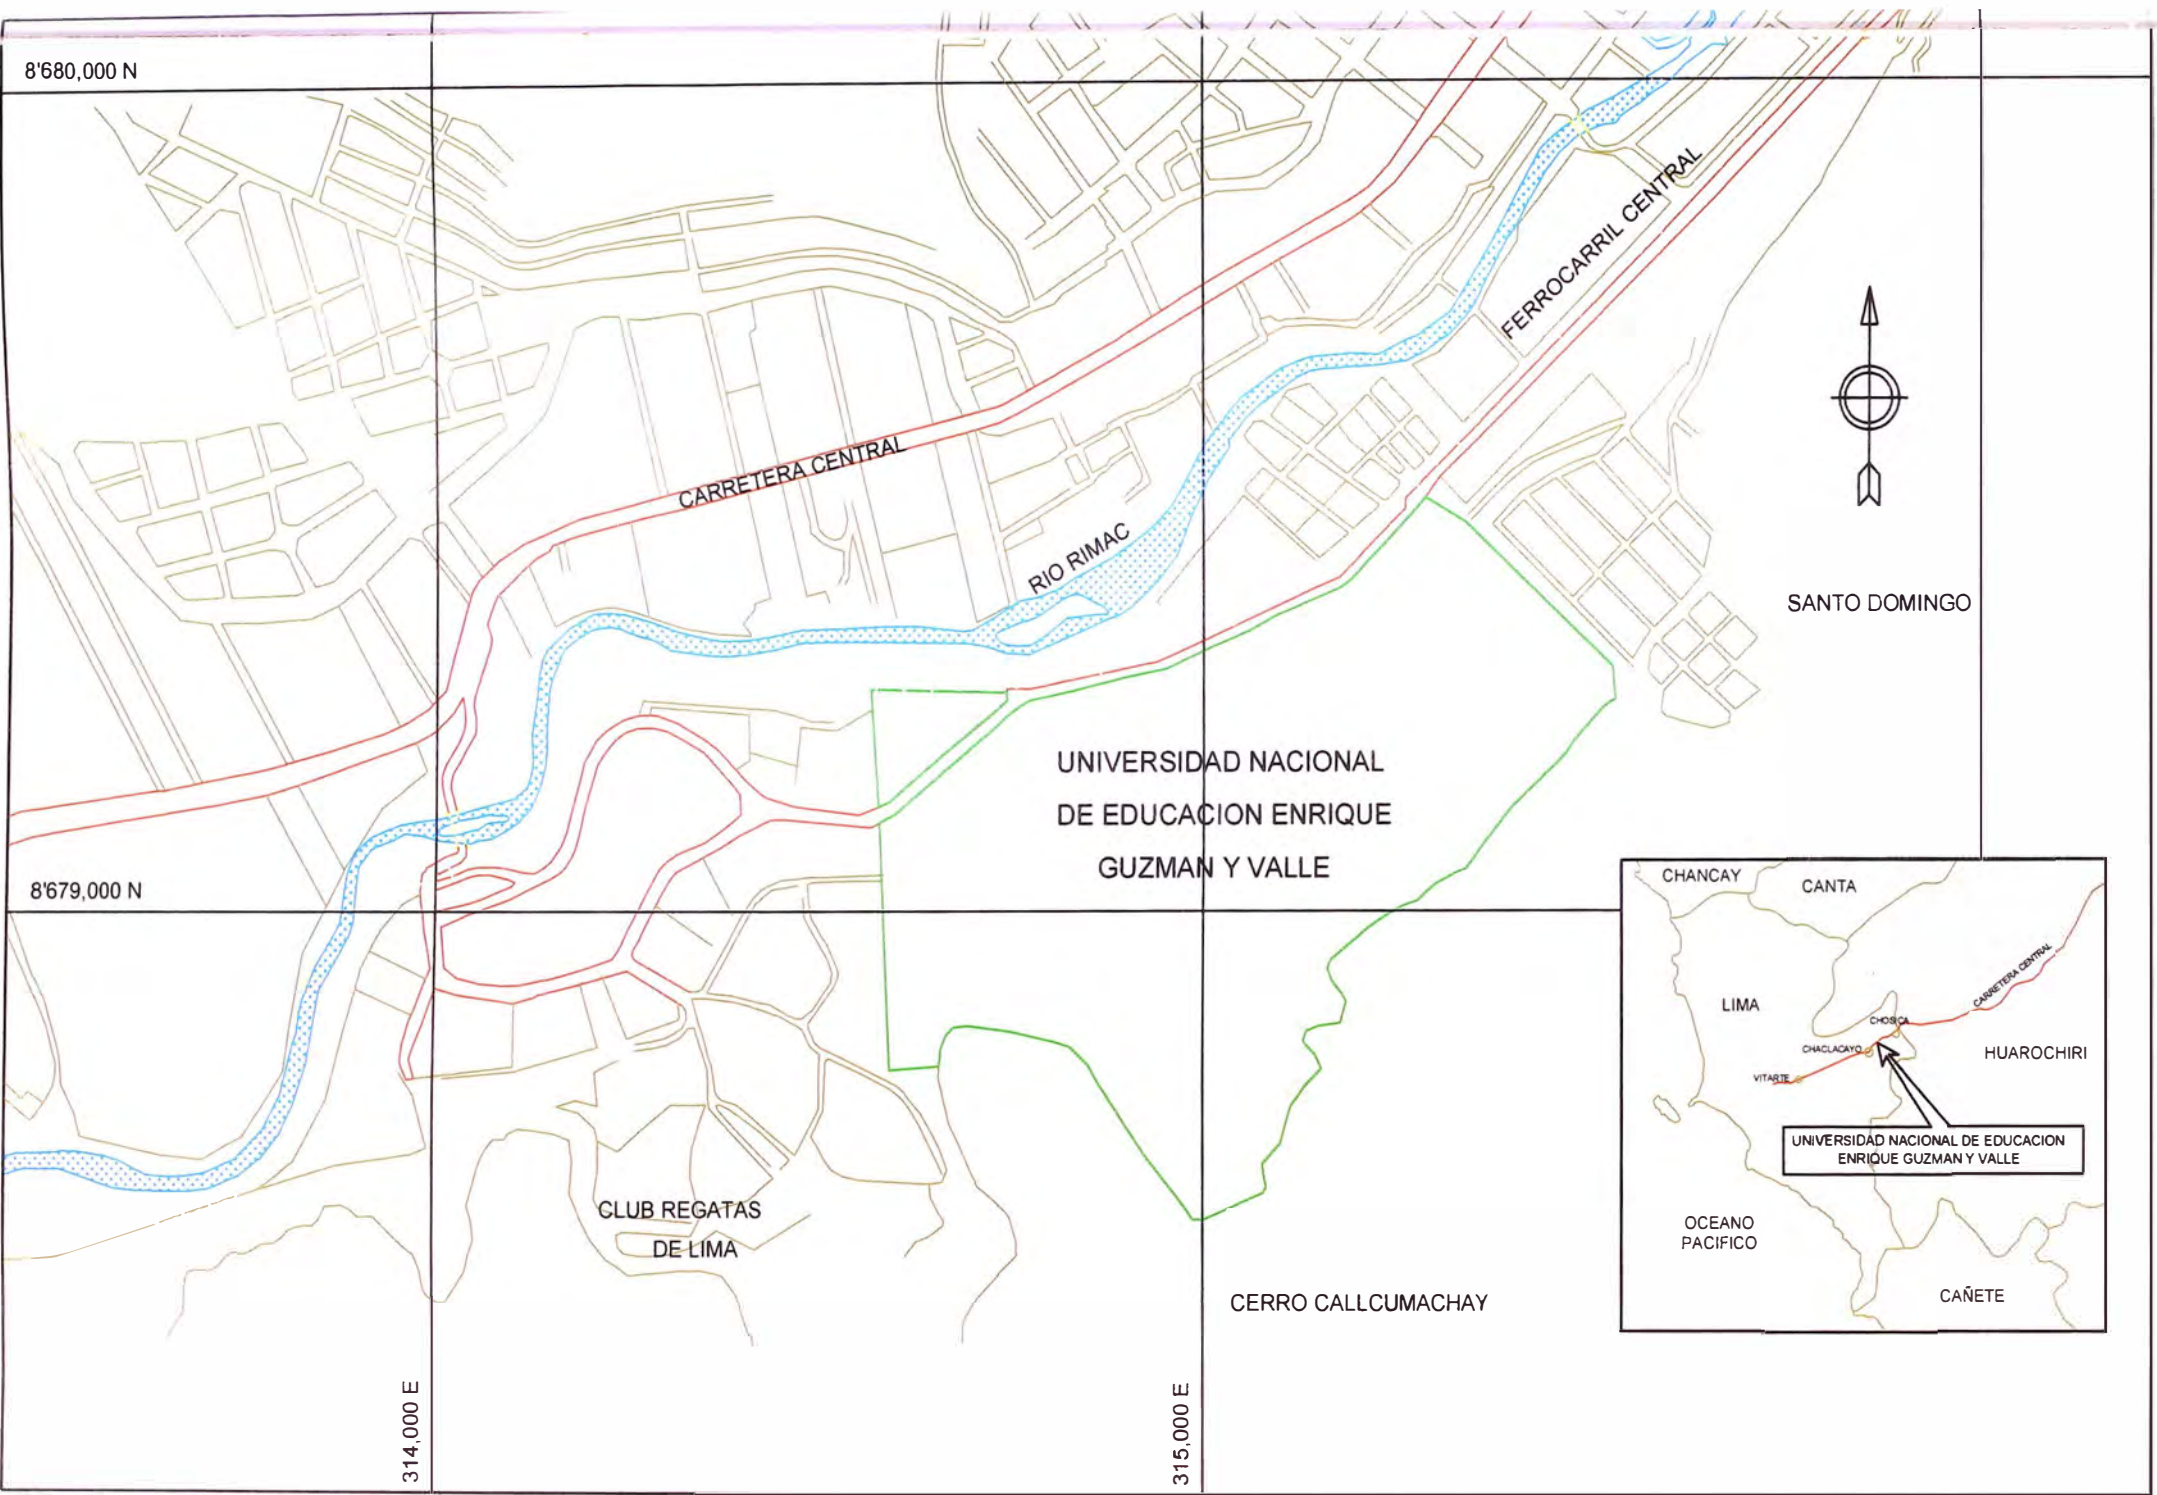 8'680,000 N
FERROCARRIL CENTRAL
CARRETERA CENTRAL
RIO RIMAC
SANTO DOMINGO
UNIVERSIDAD NACIONAL
DE EDUCACION ENRIQUE
GUZMAN Y VALLE
8'679,000 N
CHANCAY
CANTA
CARRETERA CENTRAL
LIMA
CHOSICA
CHACLACAYO
HUAROCHIRI
VITARTE
UNIVERSIDAD NACIONAL DE EDUCACION
ENRIQUE GUZMAN Y VALLE
OCEANO
PACIFICO
CAÑETE
CLUB REGATAS
DE LIMA
CERRO CALLCUMACHAY
314,000 E
315,000 E